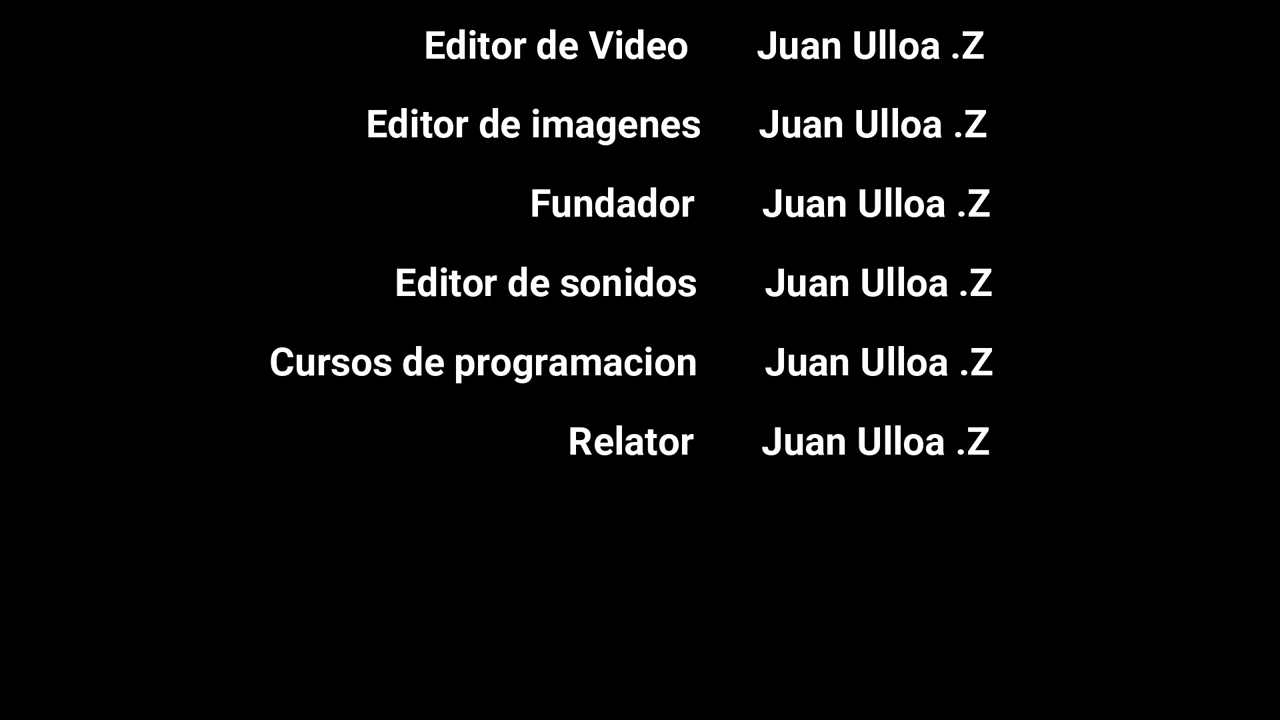 Editor de Video Juan Ulloa .Z
Editor de imagenes Juan Ulloa .Z
Fundador Juan Ulloa .Z
Editor de sonidos Juan Ulloa .Z
Cursos de programacion Juan Ulloa .Z
Relator Juan Ulloa .Z